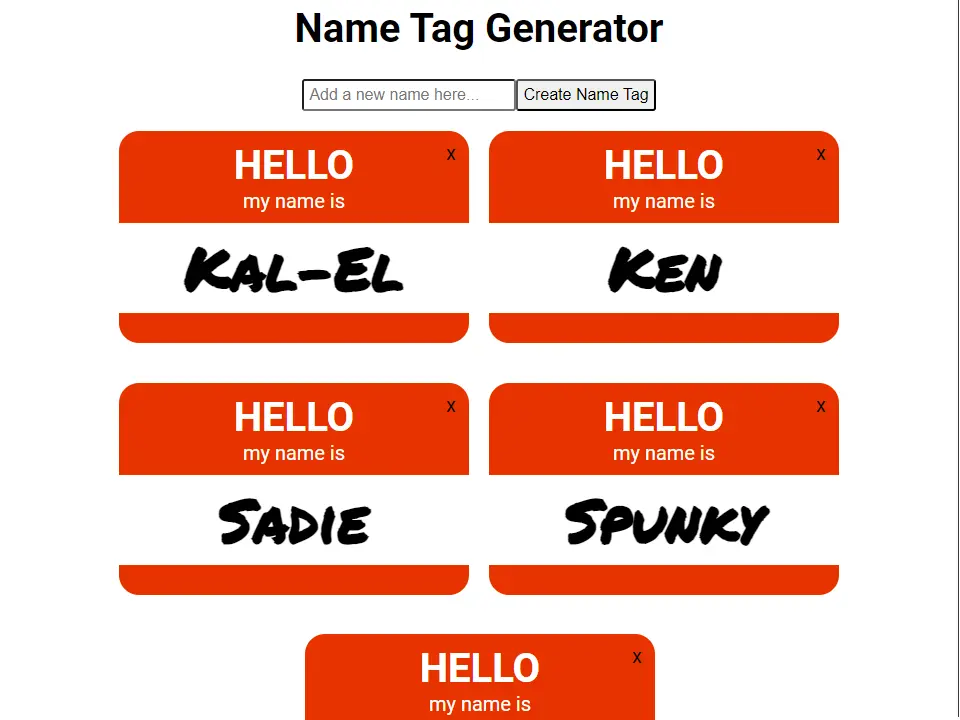 Name Tag Generator
Add a new name here... Create Name Tag
HELLO x
my name is
Kal-El
HELLO x
my name is
Ken
HELLO x
my name is
Sadie
HELLO x
my name is
Spunky
HELLO x
my name is